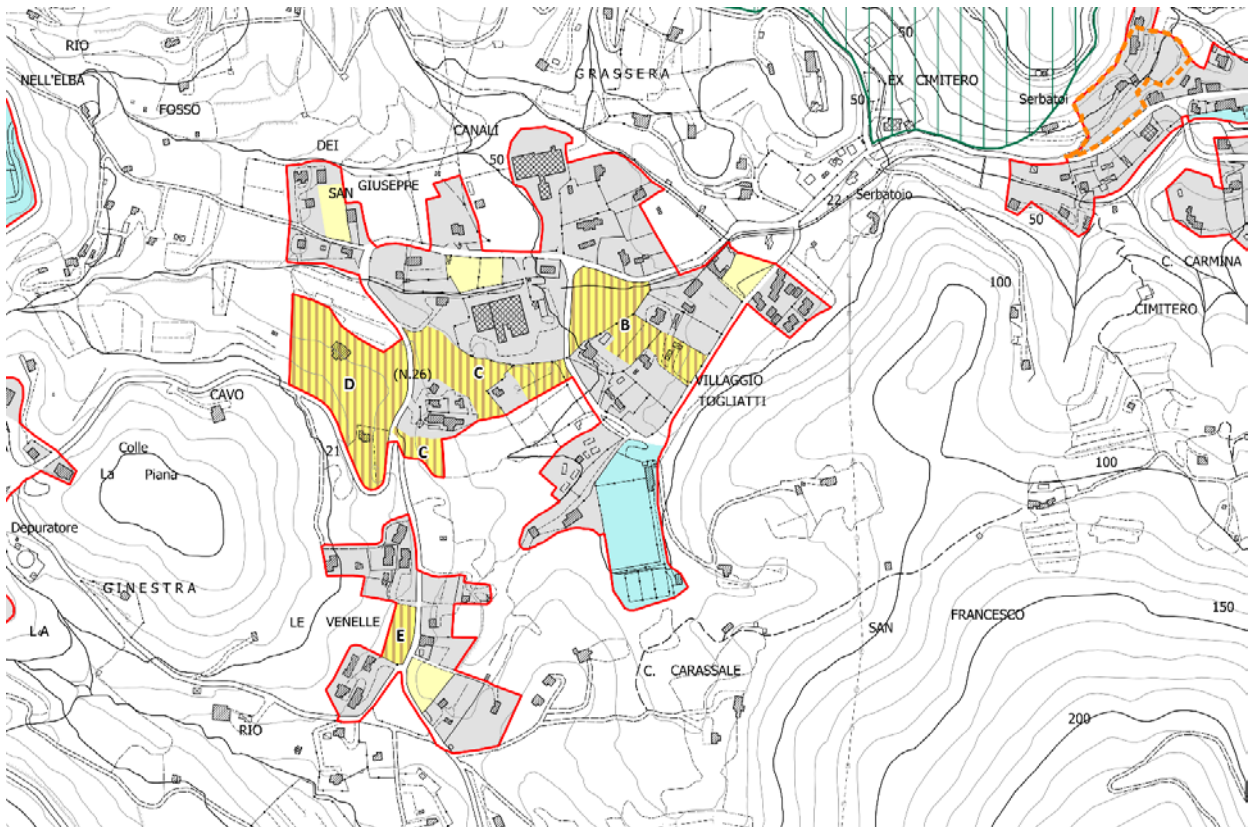 RIO
NELL'ELBA
FOSSO
DEI
CANALI
GRASSERA
50
50
50
EX CIMITERO
Serbatoi
50
SAN GIUSEPPE
22
Serbatoio
50
C. CARMINA
CIMITERO
100
B
D
(N.26)
C
VILLAGGIO
TOGLIATTI
CAVO
C
21
Colle
La Piana
100
Depuratore
GINESTRA
LA
LE VENELLE
E
SAN FRANCESCO
150
C. CARASSALE
RIO
200